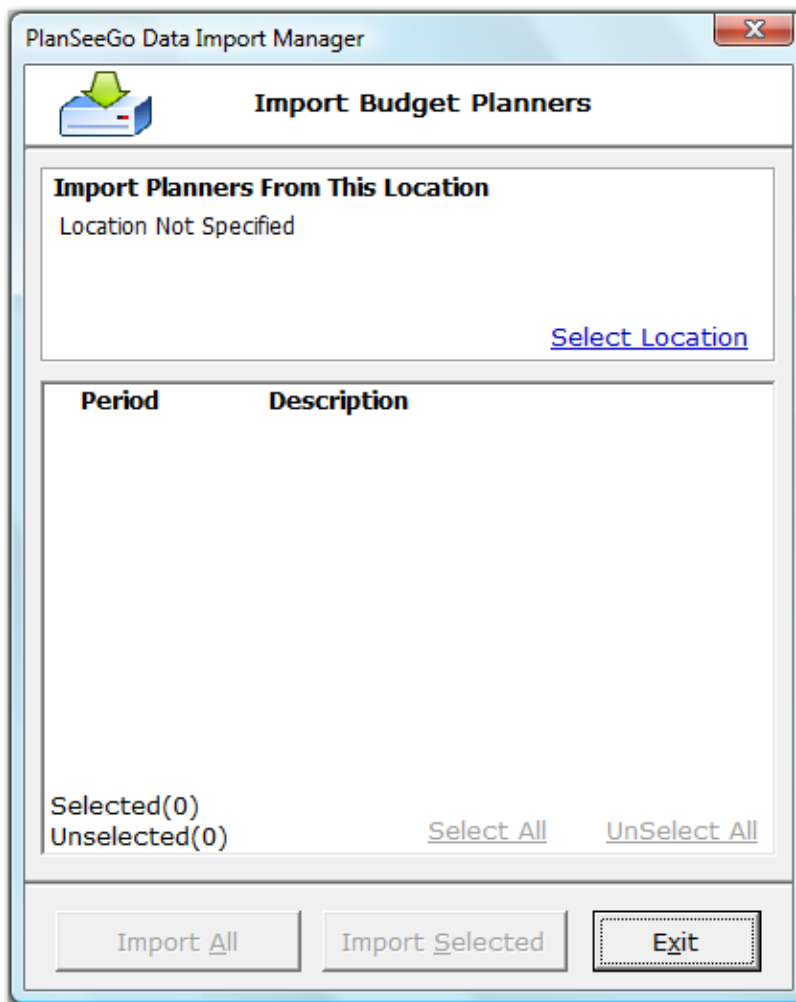 PlanSeeGo Data Import Manager
Import Budget Planners
Import Planners From This Location
Location Not Specified
Select Location
Period Description
Selected(0)
Unselected(0) Select All UnSelect All
Import All Import Selected Exit